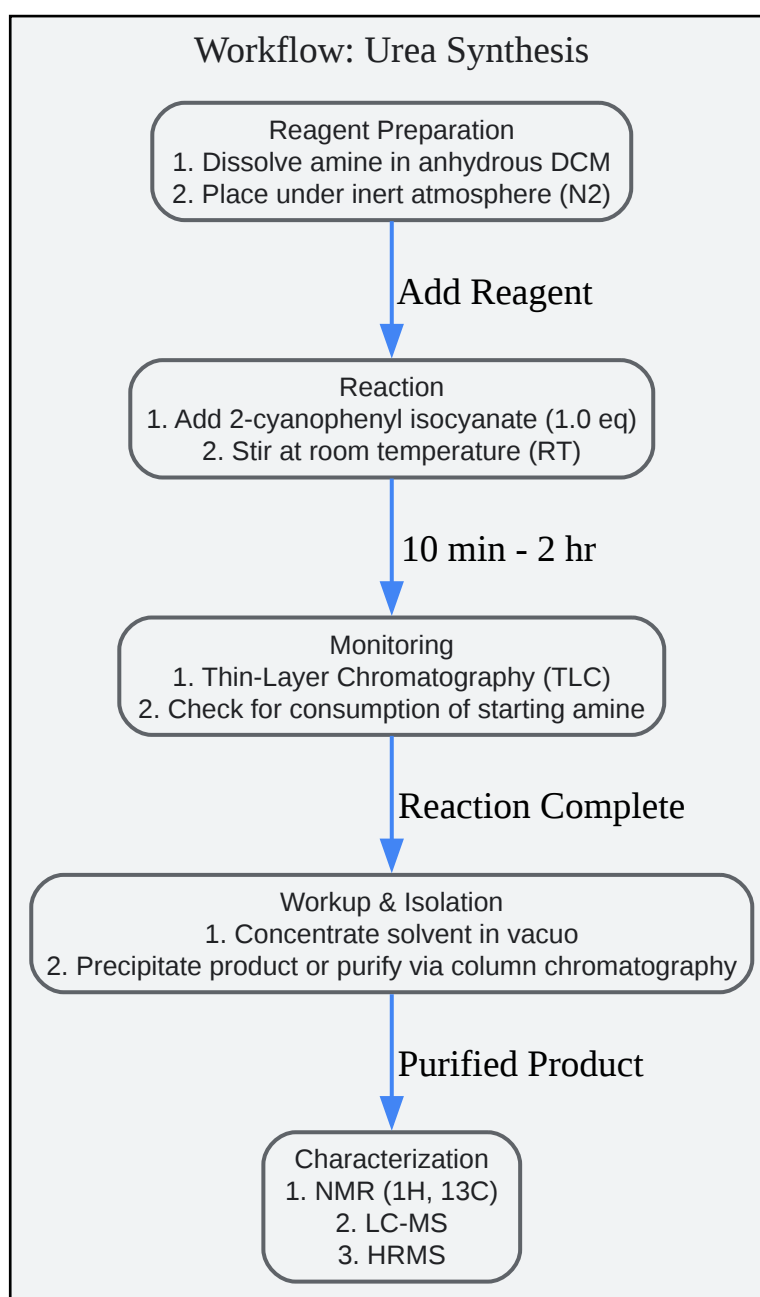 Workflow: Urea Synthesis
Reagent Preparation
1. Dissolve amine in anhydrous DCM
2. Place under inert atmosphere (N2)
Add Reagent
Reaction
1. Add 2-cyanophenyl isocyanate (1.0 eq)
2. Stir at room temperature (RT)
10 min - 2 hr
Monitoring
1. Thin-Layer Chromatography (TLC)
2. Check for consumption of starting amine
Reaction Complete
Workup & Isolation
1. Concentrate solvent in vacuo
2. Precipitate product or purify via column chromatography
Purified Product
Characterization
1. NMR (1H, 13C)
2. LC-MS
3. HRMS